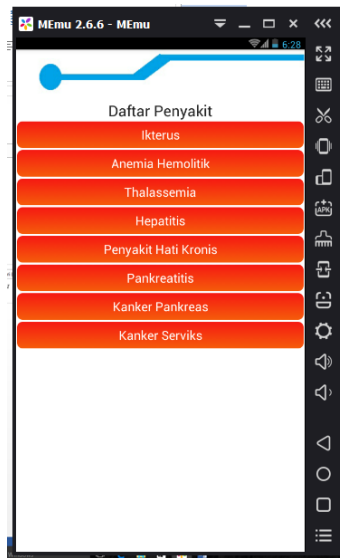 MEmu 2.6.6 - MEmu
6:28
Daftar Penyakit
Ikterus
Anemia Hemolitik
Thalassemia
Hepatitis
Penyakit Hati Kronis
Pankreatitis
Kanker Pankreas
Kanker Serviks
APK